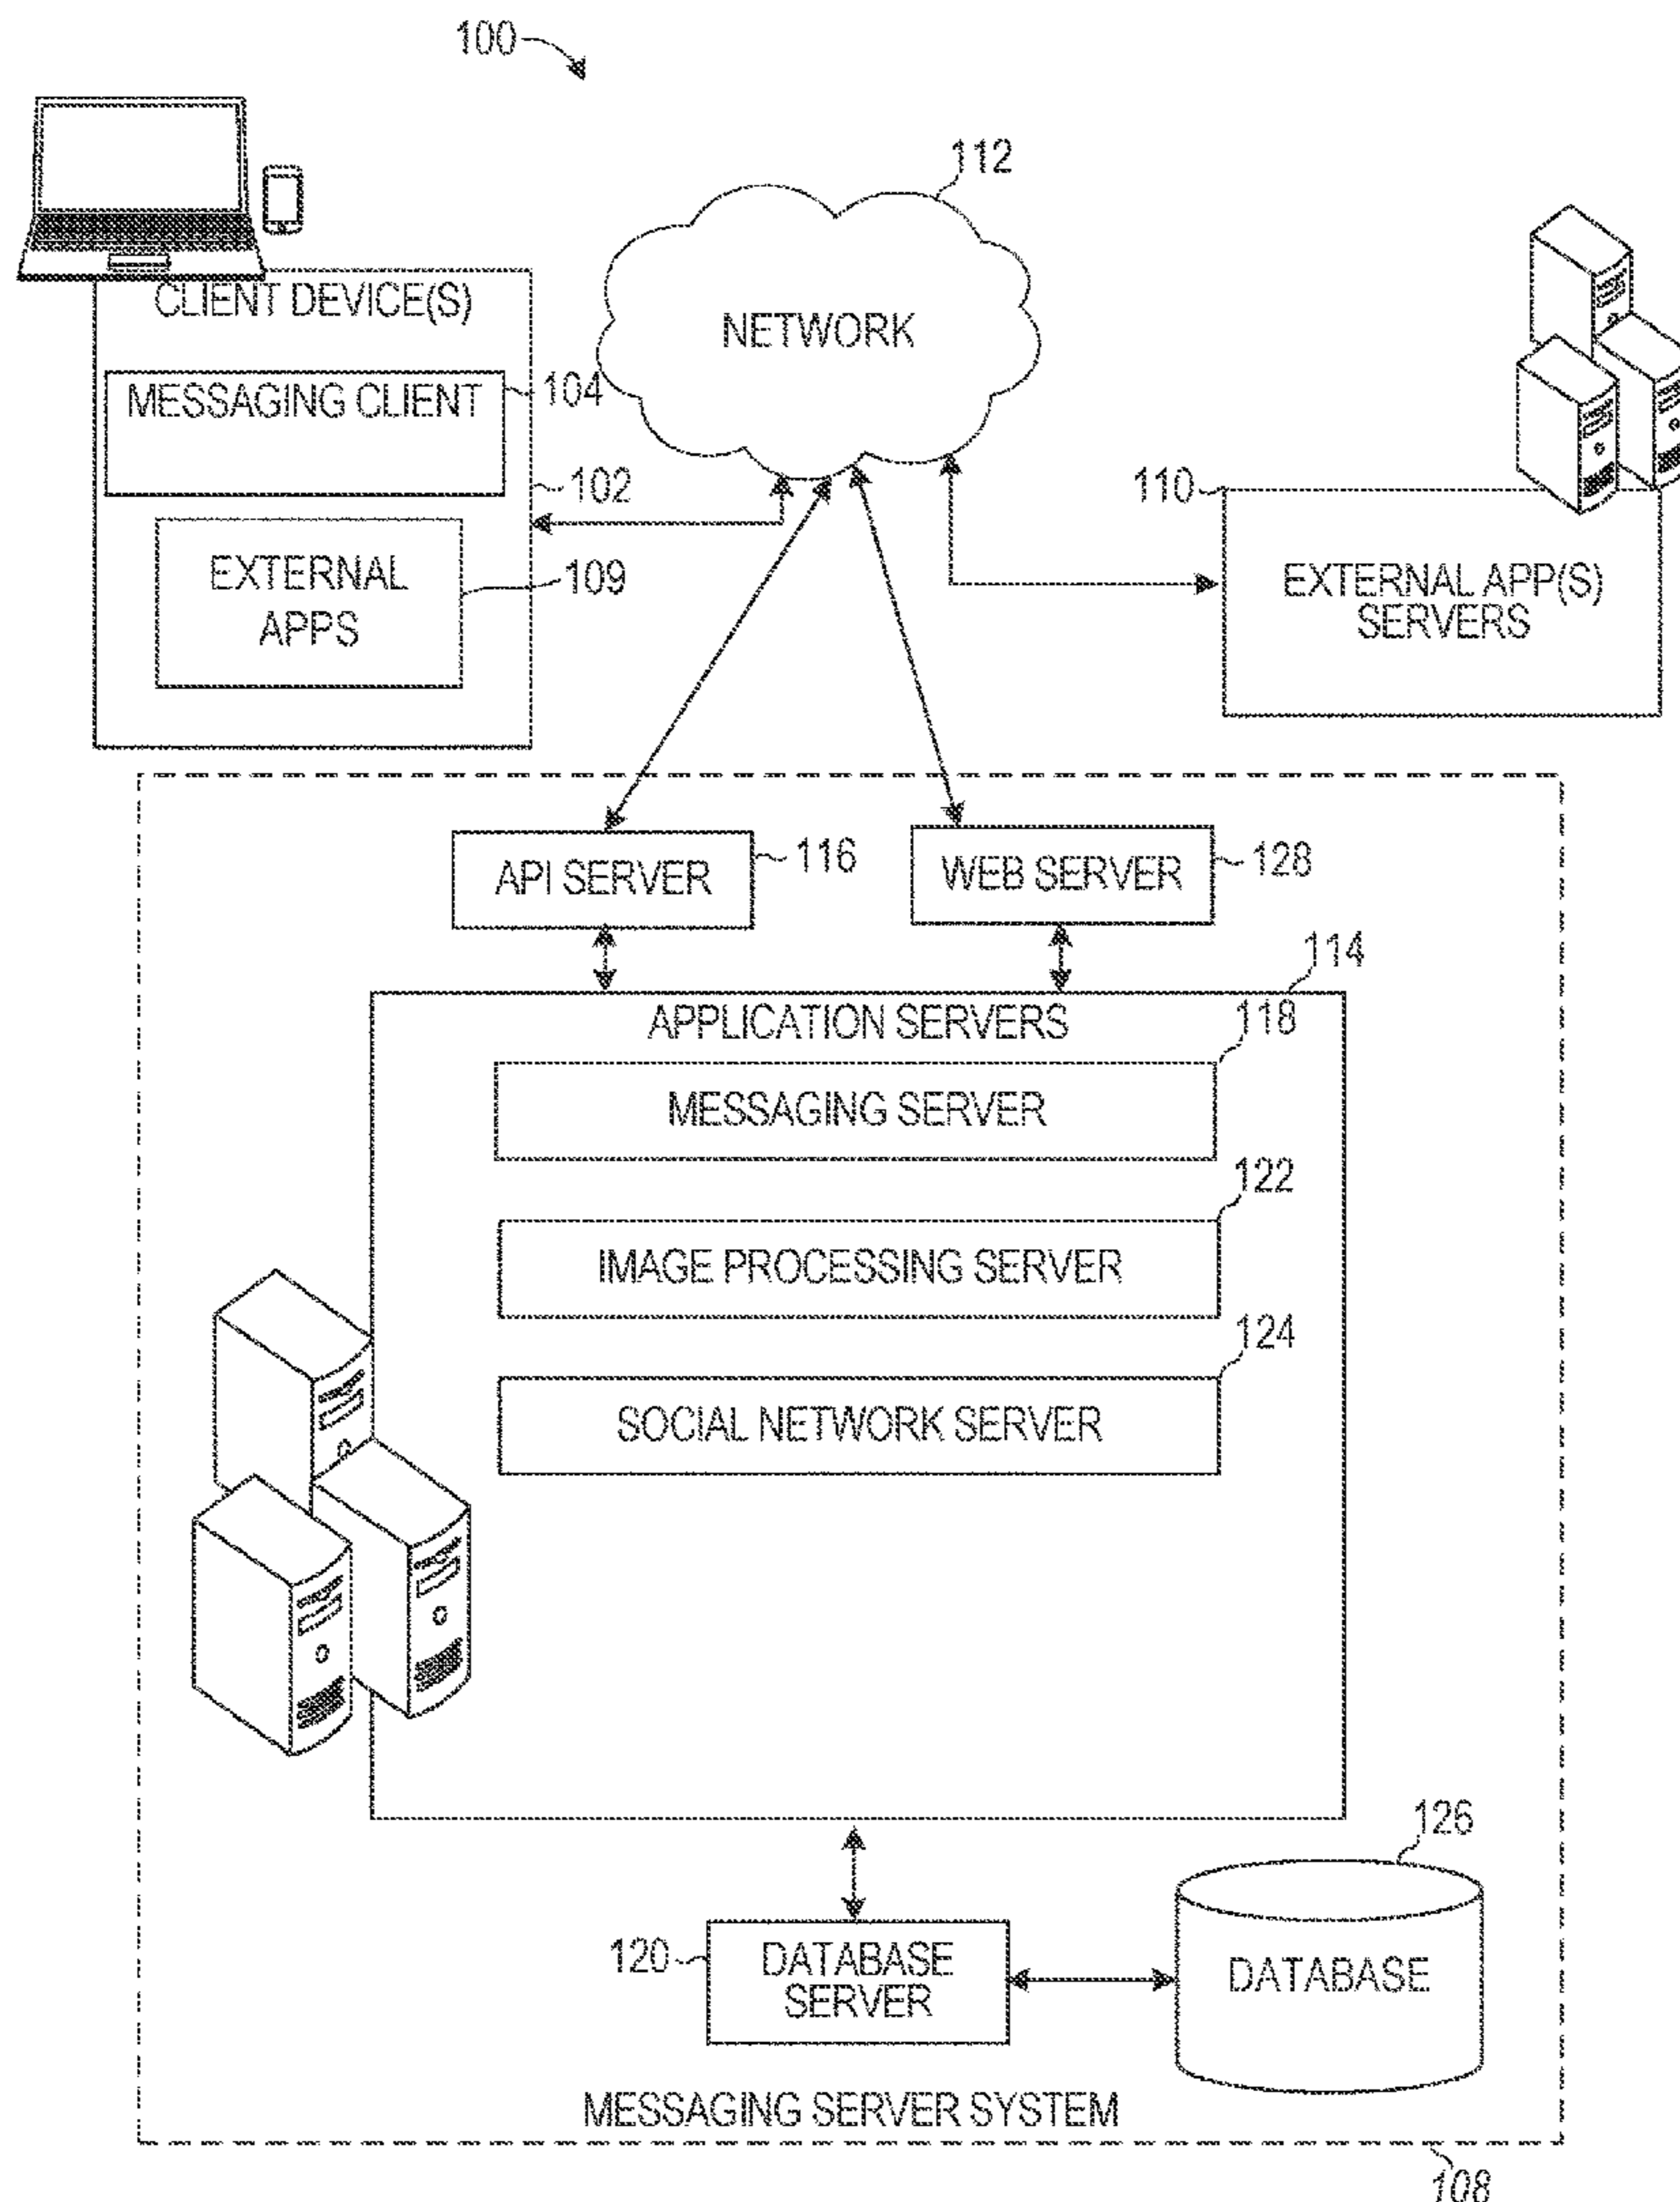 100
112
CLIENT DEVICE(S)
NETWORK
MESSAGING CLIENT
104
102
110
EXTERNAL
APPS
109
EXTERNAL APP(S)
SERVERS
API SERVER
116
WEB SERVER
128
114
APPLICATION SERVERS
118
MESSAGING SERVER
122
IMAGE PROCESSING SERVER
124
SOCIAL NETWORK SERVER
126
120
DATABASE
SERVER
DATABASE
MESSAGING SERVER SYSTEM
108